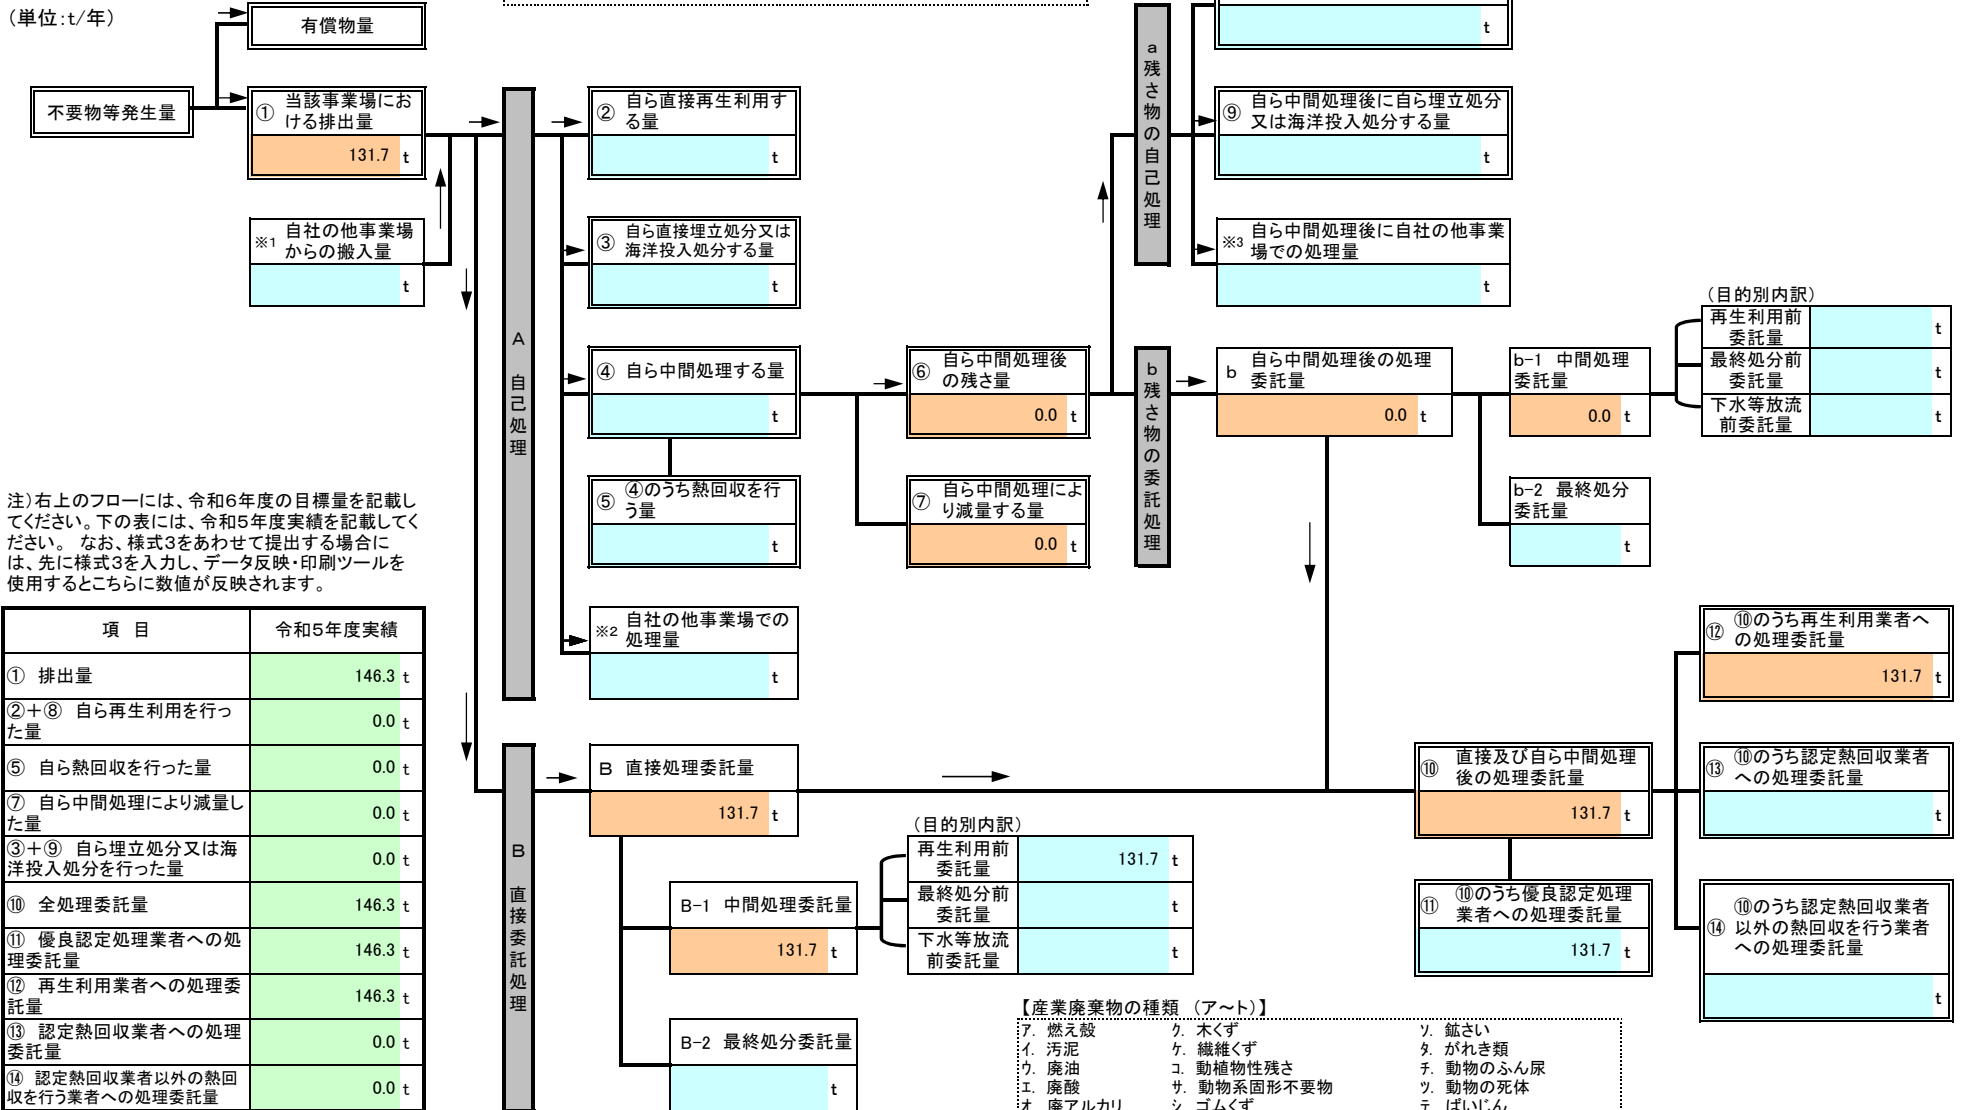 （単位:t/年）
有償物量
不要物等発生量
① 当該事業場にお
ける排出量
131.7 t
※1 自社の他事業場
からの搬入量
t
A 自己処理
② 自ら直接再生利用す
る量
t
③ 自ら直接埋立処分又は
海洋投入処分する量
t
④ 自ら中間処理する量
t
⑤ ④のうち熱回収を行
う量
t
※2 自社の他事業場での
処理量
t
⑥ 自ら中間処理後
の残さ量
0.0 t
⑦ 自ら中間処理によ
り減量する量
0.0 t
a 残さ物の自己処理
t
⑨ 自ら中間処理後に自ら埋立処分
又は海洋投入処分する量
t
※3 自ら中間処理後に自社の他事業
場での処理量
t
b 残さ物の委託処理
b 自ら中間処理後の処理
委託量
0.0 t
b-1 中間処理
委託量
0.0 t
b-2 最終処分
委託量
t
（目的別内訳）
再生利用前
委託量
t
最終処分前
委託量
t
下水等放流
前委託量
t
注）右上のフローには、令和６年度の目標量を記載し
てください。下の表には、令和５年度実績を記載してく
ださい。 なお、様式３をあわせて提出する場合に
は、先に様式３を入力し、データ反映・印刷ツールを
使用するとこちらに数値が反映されます。
項 目 令和５年度実績
① 排出量 146.3 t
②＋⑧ 自ら再生利用を行っ
た量 0.0 t
⑤ 自ら熱回収を行った量 0.0 t
⑦ 自ら中間処理により減量し
た量 0.0 t
③＋⑨ 自ら埋立処分又は海
洋投入処分を行った量 0.0 t
⑩ 全処理委託量 146.3 t
⑪ 優良認定処理業者への処
理委託量 146.3 t
⑫ 再生利用業者への処理委
託量 146.3 t
⑬ 認定熱回収業者への処理
委託量 0.0 t
⑭ 認定熱回収業者以外の熱回
収を行う業者への処理委託量 0.0 t
B 直接委託処理
B 直接処理委託量
131.7 t
B-1 中間処理委託量
131.7 t
B-2 最終処分委託量
t
（目的別内訳）
再生利用前
委託量
131.7 t
最終処分前
委託量
t
下水等放流
前委託量
t
⑩ 直接及び自ら中間処理
後の処理委託量
131.7 t
⑪ ⑩のうち優良認定処理
業者への処理委託量
131.7 t
⑫ ⑩のうち再生利用業者へ
の処理委託量
131.7 t
⑬ ⑩のうち認定熱回収業者
への処理委託量
t
⑭ ⑩のうち認定熱回収業者
以外の熱回収を行う業者
への処理委託量
t
【産業廃棄物の種類 （ア～ト）】
ア. 燃え殻 ク. 木くず ソ. 鉱さい
イ. 汚泥 ケ. 繊維くず タ. がれき類
ウ. 廃油 コ. 動植物性残さ チ. 動物のふん尿
エ. 廃酸 サ. 動物系固形不要物 ツ. 動物の死体
オ. 廃アルカリ シ. ゴムくず テ. ばいじん